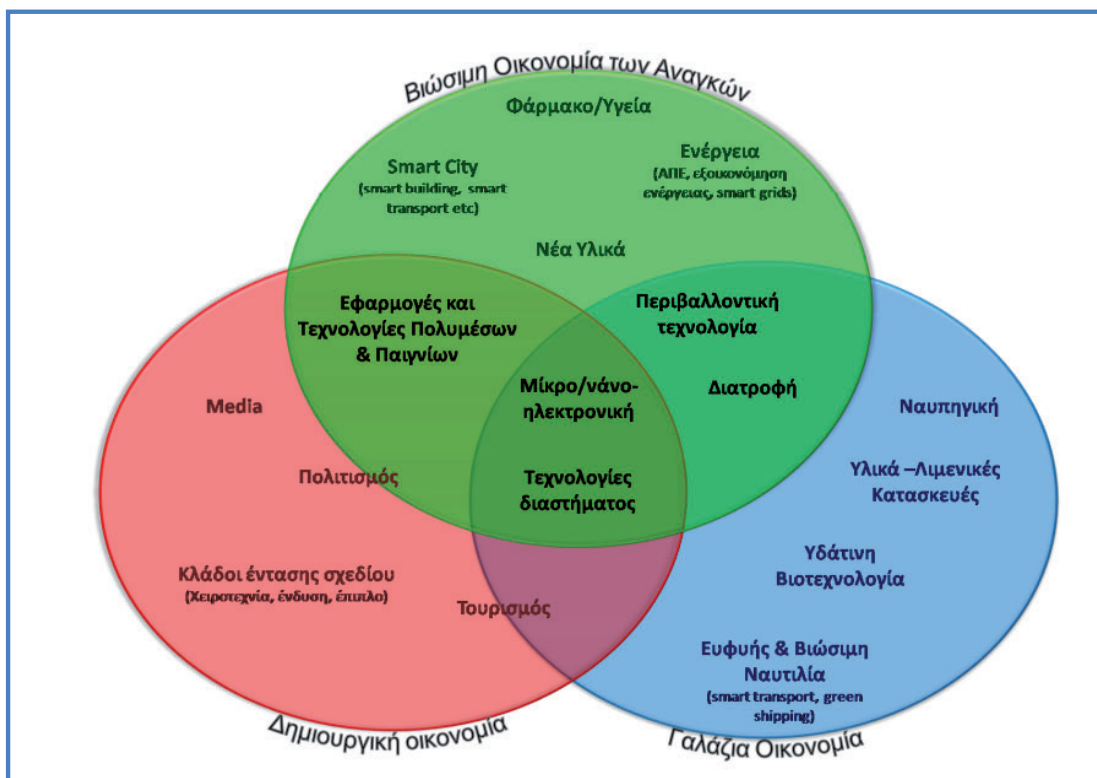 Βιώσιμη Οικονομία των Αναγκών
Φάρμακο/Υγεία
Smart City
(smart building, smart
transport etc)
Ενέργεια
(ΑΠΕ, εξοικονόμηση
ενέργειας, smart grids)
Νέα Υλικά
Εφαρμογές και
Τεχνολογίες Πολυμέσων
& Παιγνίων
Περιβαλλοντική
τεχνολογία
Μίκρο/νάνο-
ηλεκτρονική
Διατροφή
Media
Ναυπηγική
Πολιτισμός
Τεχνολογίες
διαστήματος
Υλικά –Λιμενικές
Κατασκευές
Υδάτινη
Βιοτεχνολογία
Κλάδοι έντασης σχεδίου
(Χειροτεχνία, ένδυση, έπιπλο)
Τουρισμός
Ευφυής & Βιώσιμη
Ναυτιλία
(smart transport, green
shipping)
Δημιουργική οικονομία
Γαλάζια Οικονομία